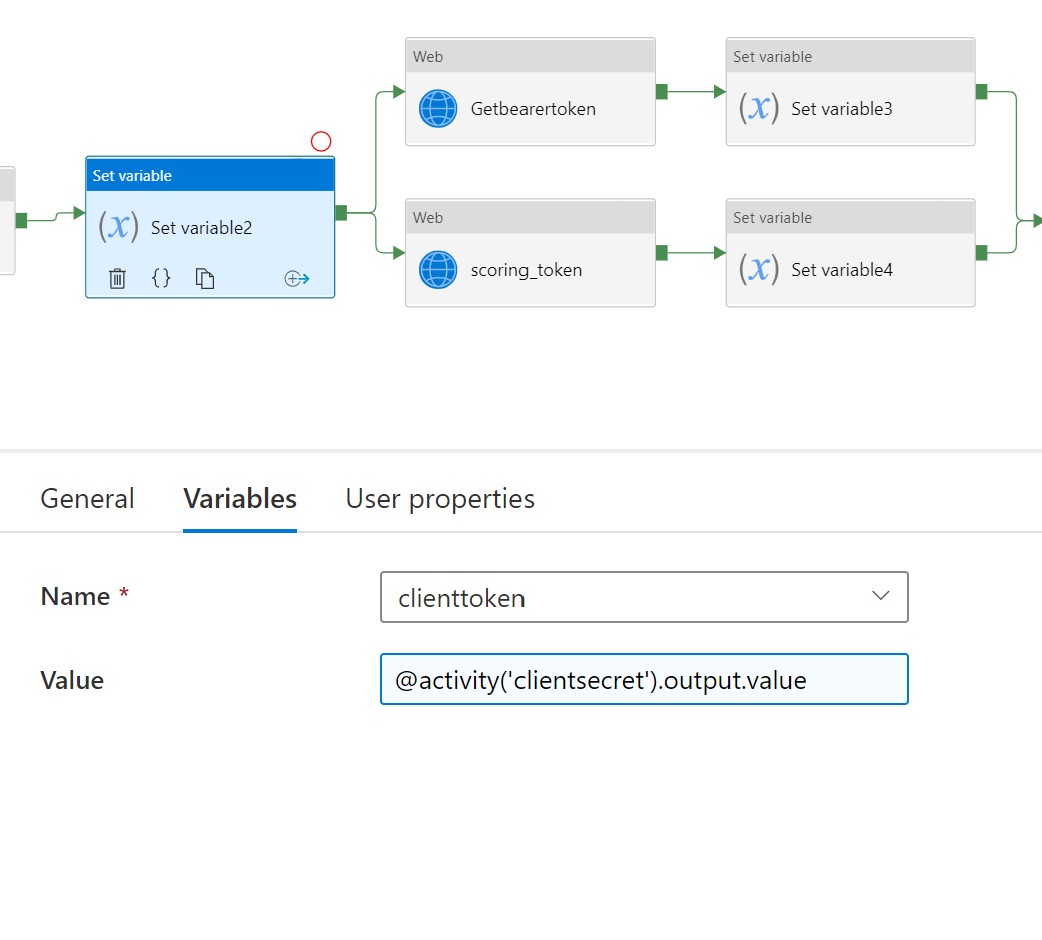 Web
Getbearertoken
Set variable
(x) Set variable3
Set variable
(x) Set variable2
{}
Web
scoring_token
Set variable
(x) Set variable4
General Variables User properties
Name * clienttoken
Value @activity('clientsecret').output.value